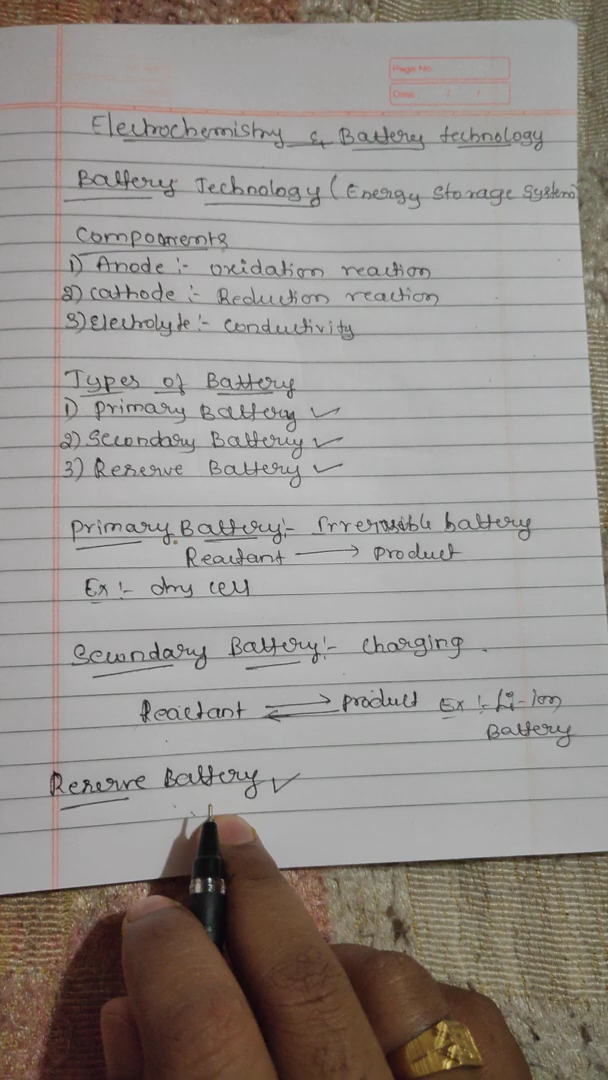 Page No.
Date: / /
Electrochemistry & Battery technology
Battery Technology (Energy Storage System)
Components
1) Anode :- oxidation reaction
2) cathode :- Reduction reaction
3) Electrolyte :- conductivity
Types of Battery
1) Primary Battery ✓
2) Secondary Battery ✓
3) Reserve Battery ✓
Primary Battery :- Irreversible battery
Reactant ⟶ product
Ex :- dry cell
Secondary Battery :- charging.
Reactant ⇌ product Ex :- Li-ion
Battery
Reserve Battery ✓